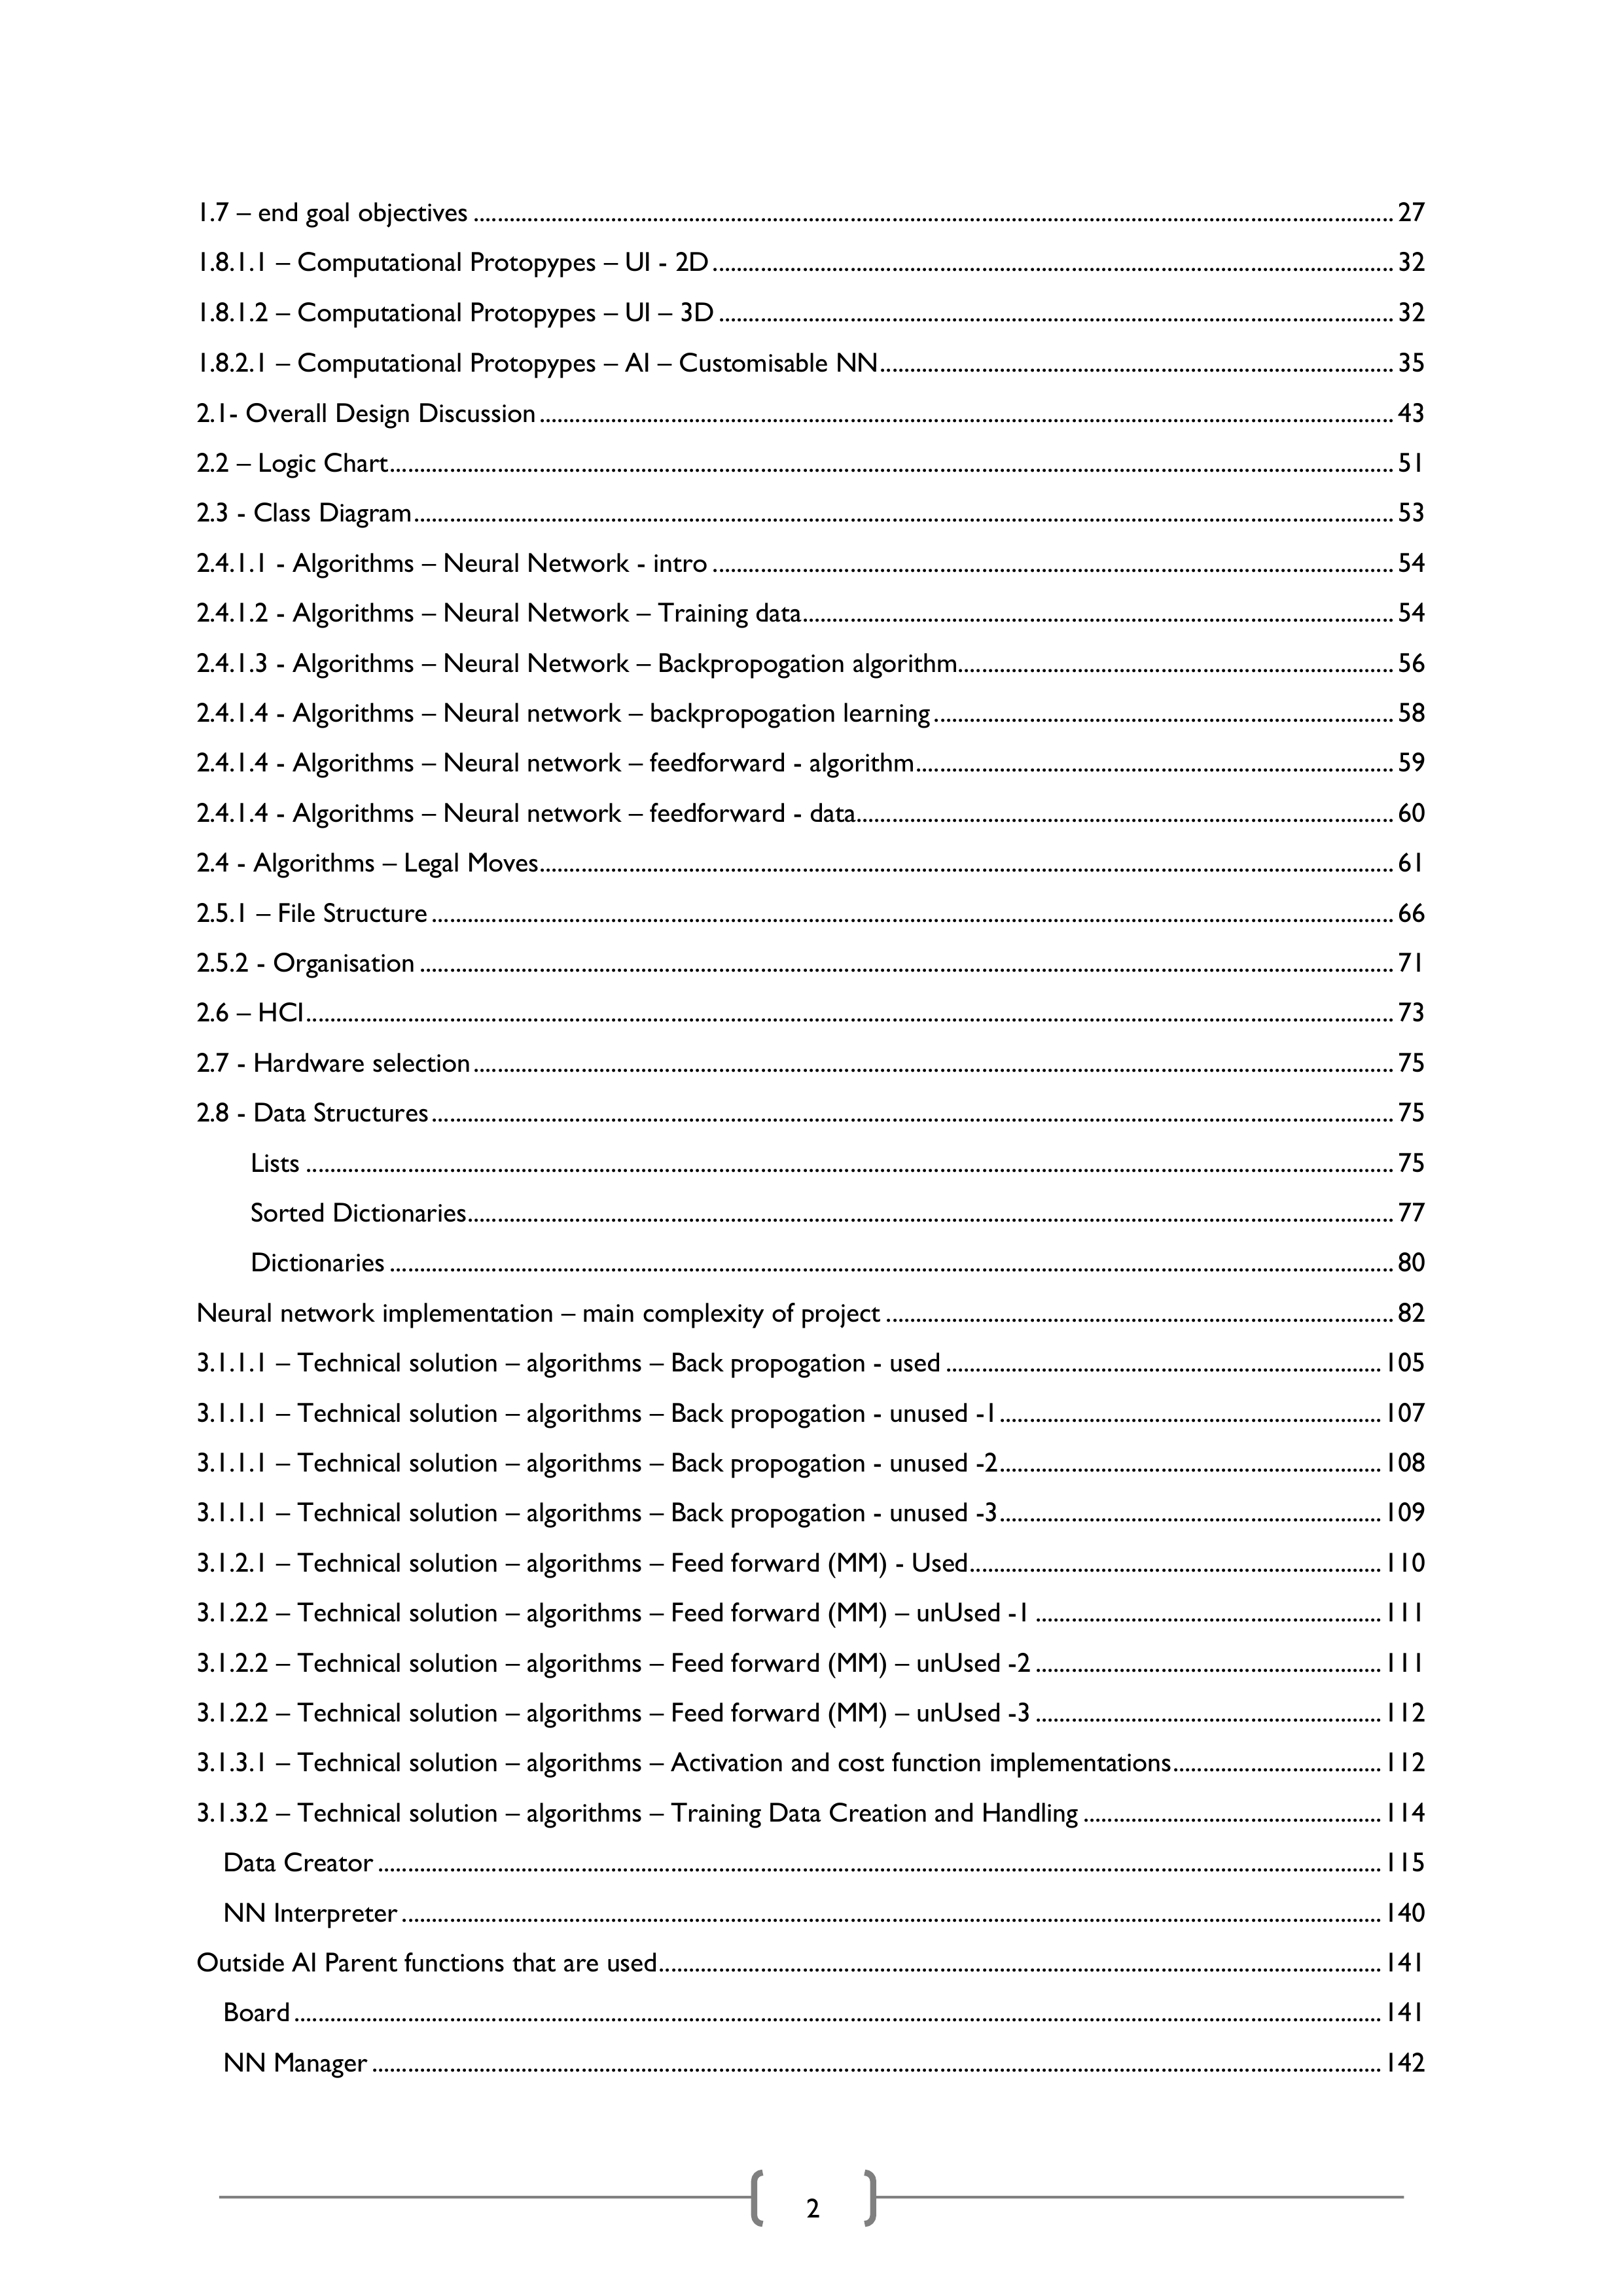 1.7 – end goal objectives ........ 27
1.8.1.1 – Computational Protopypes – UI - 2D ........ 32
1.8.1.2 – Computational Protopypes – UI – 3D ........ 32
1.8.2.1 – Computational Protopypes – AI – Customisable NN ........ 35
2.1- Overall Design Discussion ........ 43
2.2 – Logic Chart ........ 51
2.3 - Class Diagram ........ 53
2.4.1.1 - Algorithms – Neural Network - intro ........ 54
2.4.1.2 - Algorithms – Neural Network – Training data ........ 54
2.4.1.3 - Algorithms – Neural Network – Backpropogation algorithm ........ 56
2.4.1.4 - Algorithms – Neural network – backpropogation learning ........ 58
2.4.1.4 - Algorithms – Neural network – feedforward - algorithm ........ 59
2.4.1.4 - Algorithms – Neural network – feedforward - data ........ 60
2.4 - Algorithms – Legal Moves ........ 61
2.5.1 – File Structure ........ 66
2.5.2 - Organisation ........ 71
2.6 – HCI ........ 73
2.7 - Hardware selection ........ 75
2.8 - Data Structures ........ 75
Lists ........ 75
Sorted Dictionaries ........ 77
Dictionaries ........ 80
Neural network implementation – main complexity of project ........ 82
3.1.1.1 – Technical solution – algorithms – Back propogation - used ........ 105
3.1.1.1 – Technical solution – algorithms – Back propogation - unused -1 ........ 107
3.1.1.1 – Technical solution – algorithms – Back propogation - unused -2 ........ 108
3.1.1.1 – Technical solution – algorithms – Back propogation - unused -3 ........ 109
3.1.2.1 – Technical solution – algorithms – Feed forward (MM) - Used ........ 110
3.1.2.2 – Technical solution – algorithms – Feed forward (MM) – unUsed -1 ........ 111
3.1.2.2 – Technical solution – algorithms – Feed forward (MM) – unUsed -2 ........ 111
3.1.2.2 – Technical solution – algorithms – Feed forward (MM) – unUsed -3 ........ 112
3.1.3.1 – Technical solution – algorithms – Activation and cost function implementations ........ 112
3.1.3.2 – Technical solution – algorithms – Training Data Creation and Handling ........ 114
Data Creator ........ 115
NN Interpreter ........ 140
Outside AI Parent functions that are used ........ 141
Board ........ 141
NN Manager ........ 142
2